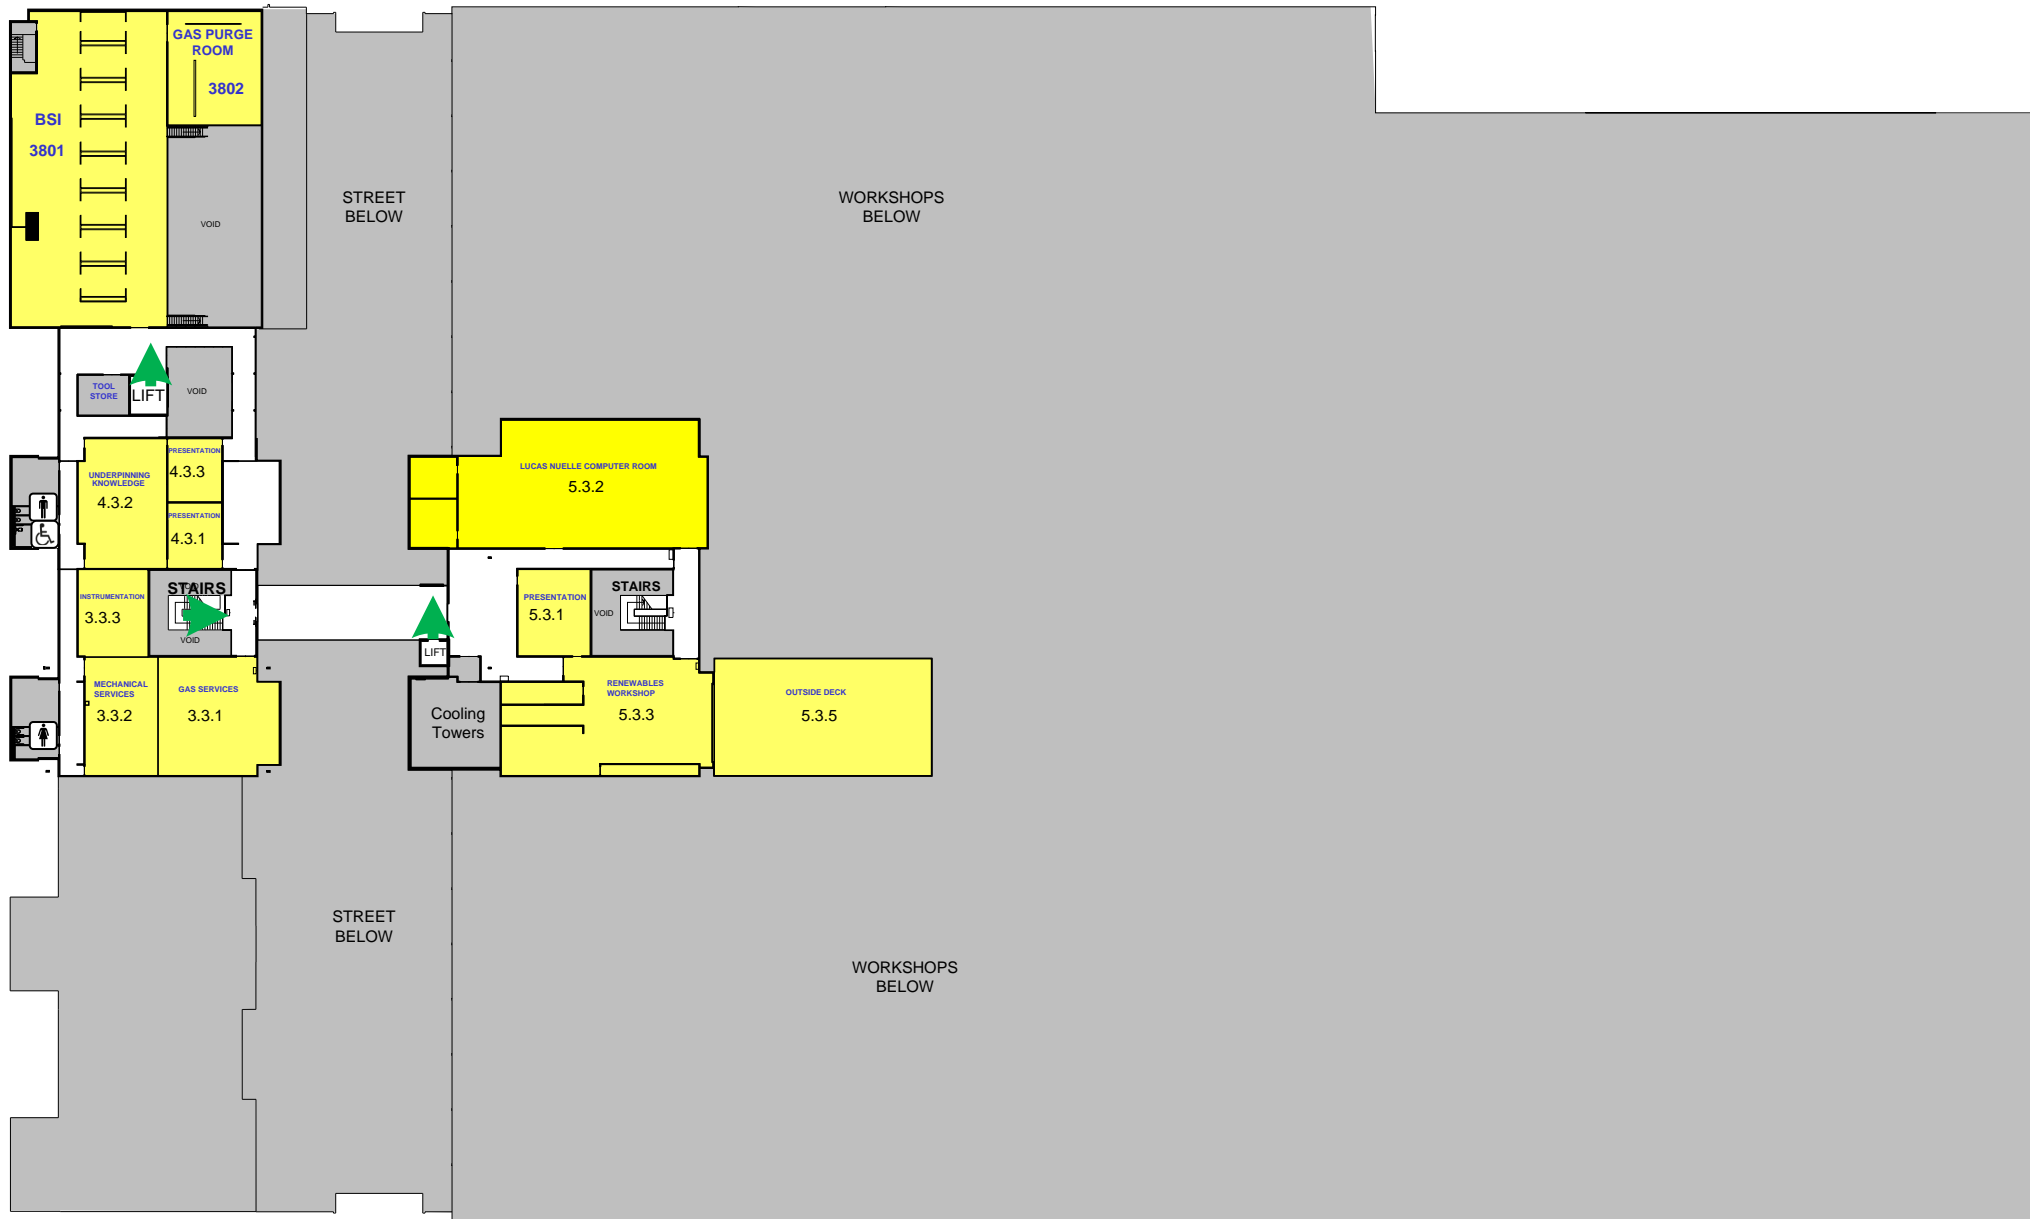 GAS PURGE
ROOM
3802
BSI
3801
VOID
STREET
BELOW
WORKSHOPS
BELOW
TOOL
STORE
LIFT
VOID
UNDERPINNING
KNOWLEDGE
4.3.2
PRESENTATION
4.3.3
PRESENTATION
4.3.1
LUCAS NUELLE COMPUTER ROOM
5.3.2
INSTRUMENTATION
3.3.3
STAIRS
VOID
VOID
PRESENTATION
5.3.1
STAIRS
VOID
LIFT
MECHANICAL
SERVICES
3.3.2
GAS SERVICES
3.3.1
Cooling
Towers
RENEWABLES
WORKSHOP
5.3.3
OUTSIDE DECK
5.3.5
STREET
BELOW
WORKSHOPS
BELOW